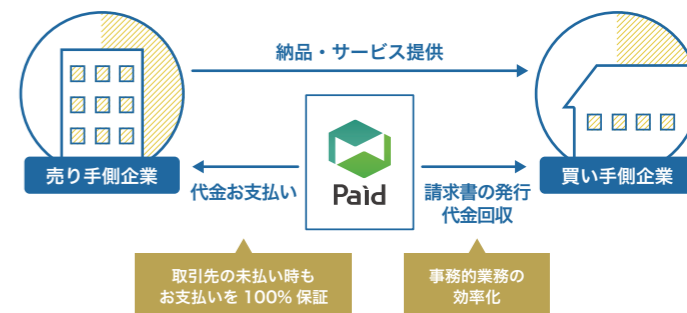 納品・サービス提供
売り手側企業
買い手側企業
代金お支払い
Paid
請求書の発行
代金回収
取引先の未払い時も
お支払いを 100% 保証
事務的業務の
効率化